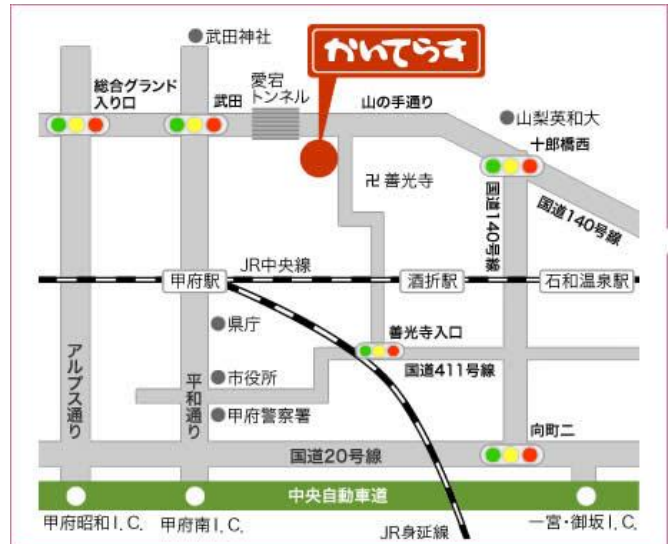 武田神社
かいてらす
総合グランド
入り口
武田
愛宕
トンネル
山の手通り
山梨英和大
十郎橋西
卍善光寺
国道140号線
国道140号線
JR中央線
甲府駅
酒折駅
石和温泉駅
県庁
善光寺入口
国道411号線
アルプス通り
平和通り
市役所
甲府警察署
向町二
国道20号線
中央自動車道
甲府昭和I.C.
甲府南I.C.
一宮・御坂I.C.
JR身延線